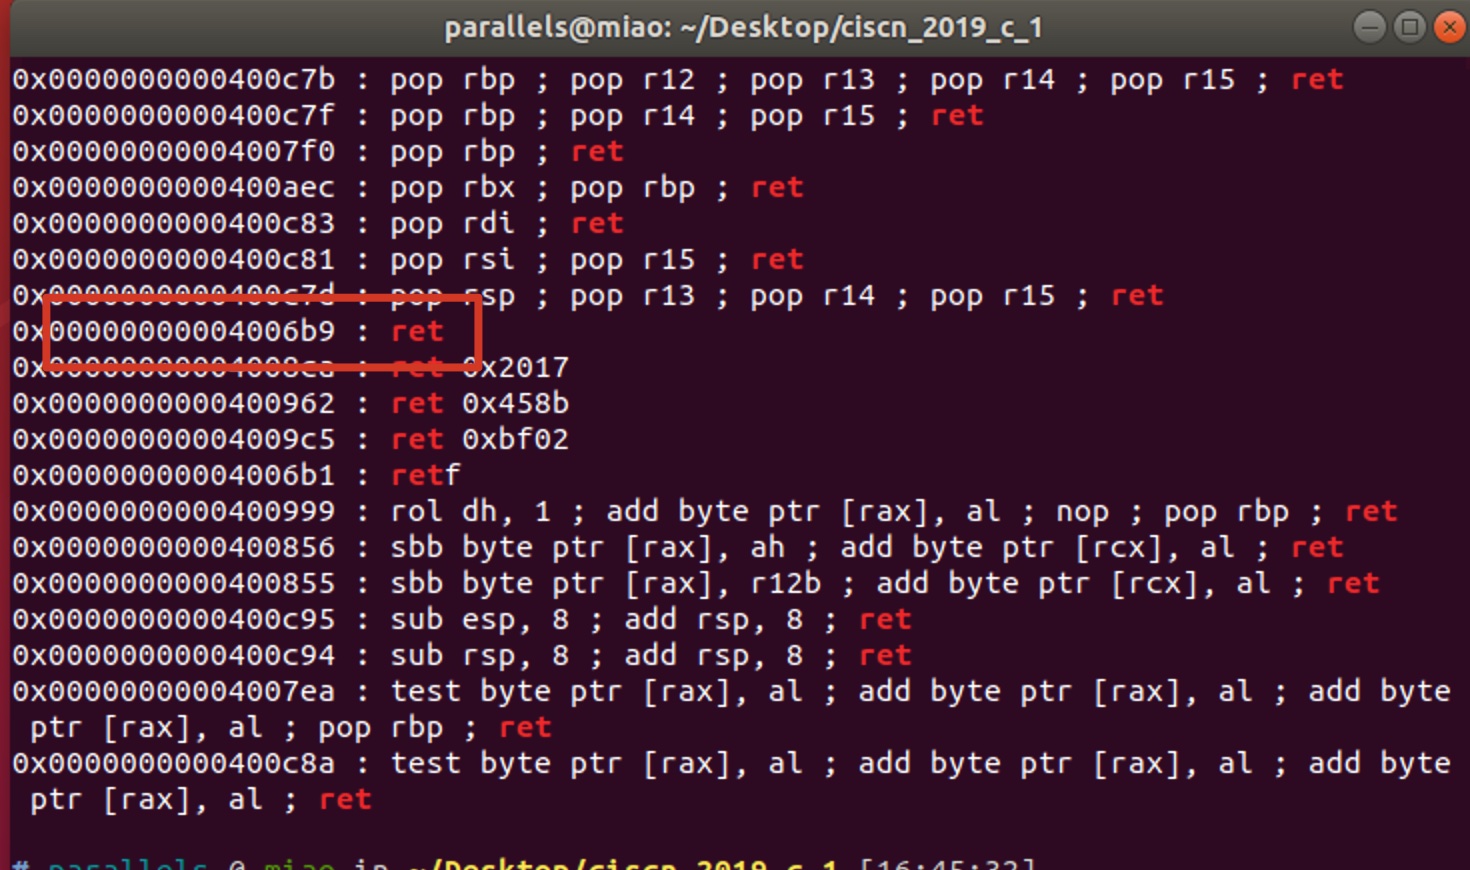 parallels@miao: ~/Desktop/ciscn_2019_c_1
0x0000000000400c7b : pop rbp ; pop r12 ; pop r13 ; pop r14 ; pop r15 ; ret
0x0000000000400c7f : pop rbp ; pop r14 ; pop r15 ; ret
0x00000000004007f0 : pop rbp ; ret
0x0000000000400aec : pop rbx ; pop rbp ; ret
0x0000000000400c83 : pop rdi ; ret
0x0000000000400c81 : pop rsi ; pop r15 ; ret
0x0000000000400c7d : pop rsp ; pop r13 ; pop r14 ; pop r15 ; ret
0x00000000004006b9 : ret
0x00000000004008ca : ret 0x2017
0x0000000000400962 : ret 0x458b
0x00000000004009c5 : ret 0xbf02
0x00000000004006b1 : retf
0x0000000000400999 : rol dh, 1 ; add byte ptr [rax], al ; nop ; pop rbp ; ret
0x0000000000400856 : sbb byte ptr [rax], ah ; add byte ptr [rcx], al ; ret
0x0000000000400855 : sbb byte ptr [rax], r12b ; add byte ptr [rcx], al ; ret
0x0000000000400c95 : sub esp, 8 ; add rsp, 8 ; ret
0x0000000000400c94 : sub rsp, 8 ; add rsp, 8 ; ret
0x00000000004007ea : test byte ptr [rax], al ; add byte ptr [rax], al ; add byte
ptr [rax], al ; pop rbp ; ret
0x0000000000400c8a : test byte ptr [rax], al ; add byte ptr [rax], al ; add byte
ptr [rax], al ; ret
# parallels @ miao in ~/Desktop/ciscn_2019_c_1 [16:45:32]